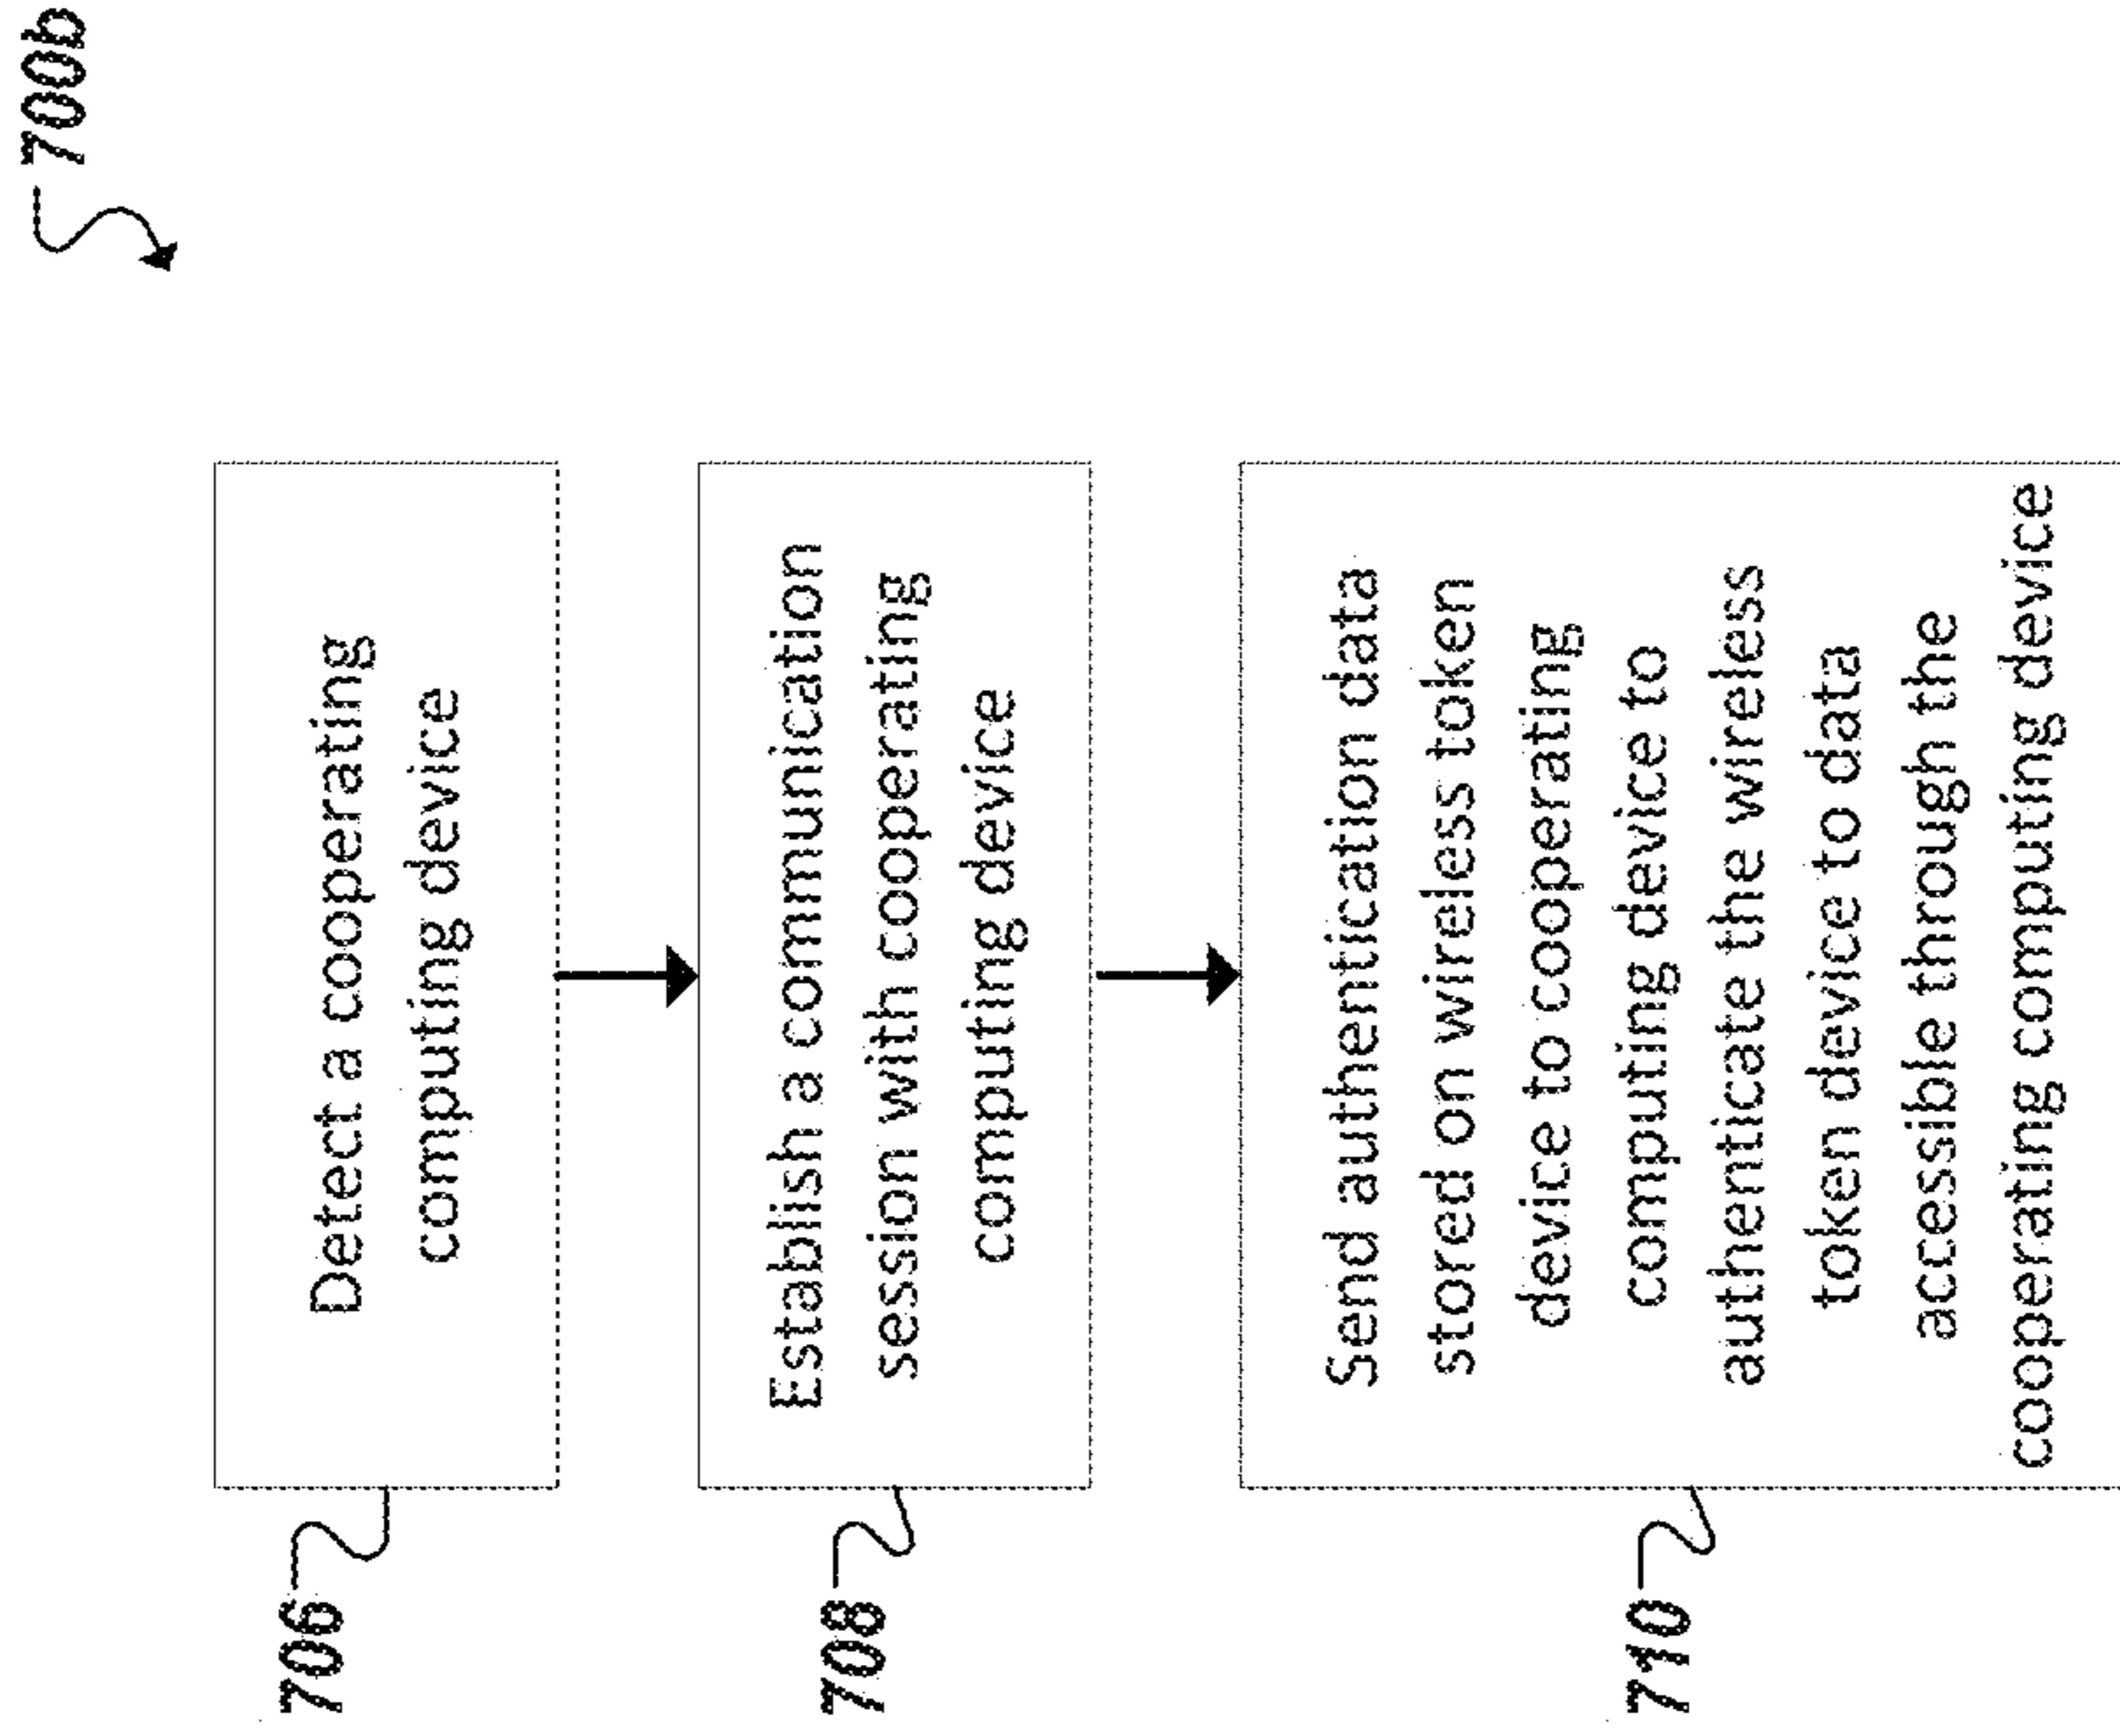 700b
706
Detect a cooperating
computing device
708
Establish a communication
session with cooperating
computing device
710
Send authentication data
stored on wireless token
device to cooperating
computing device to
authenticate the wireless
token device to data
accessible through the
cooperating computing device